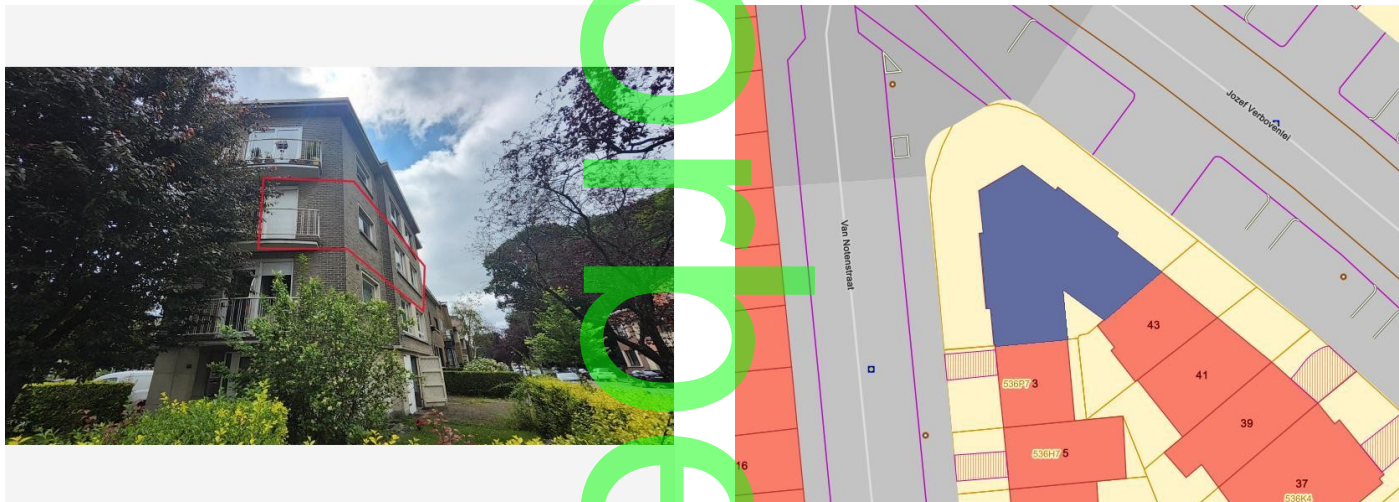 Jozef Verbovenlei
Van Notenstraat
43
536P7 3
41
39
536H7 5
16
37
536K4